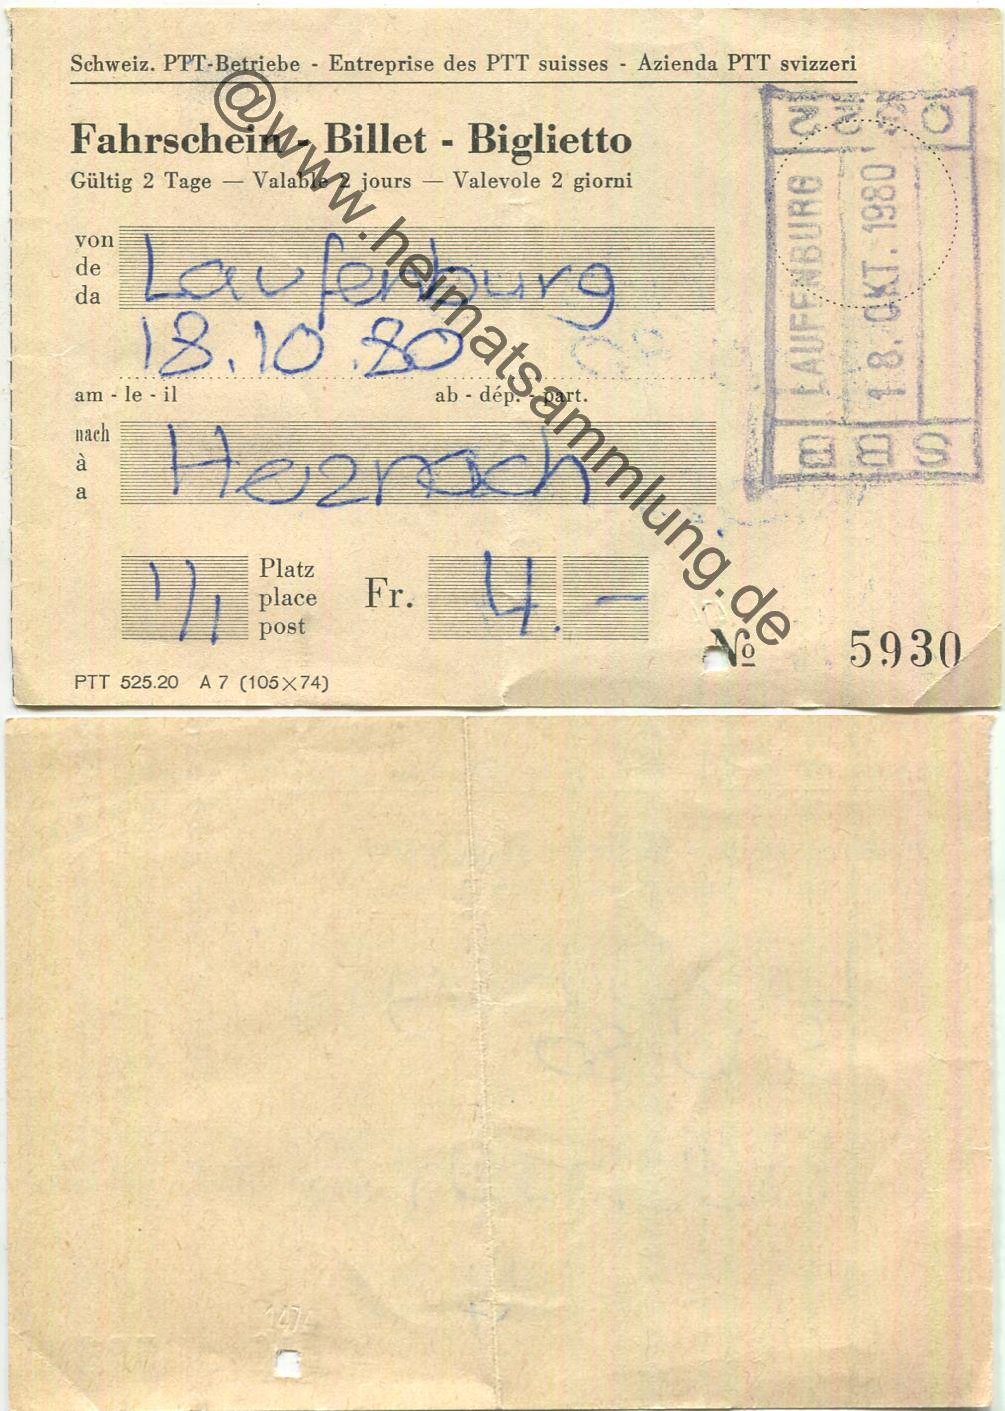 Schweiz. PTT-Betriebe - Entreprise des PTT suisses - Azienda PTT svizzeri
Fahrschein - Billet - Biglietto
Gültig 2 Tage — Valable 2 jours — Valevole 2 giorni
von
de
da
Laufenburg
18.10.80
am - le - il
ab - dép. - part.
nach
à
a
Heznach
1/1
Platz
place
post
Fr.
4.–
№ 5930
PTT 525.20 A 7 (105×74)
LAUFENBURG
18. OKT. 1980
BBS
@www.heimatsammlung.de
1474